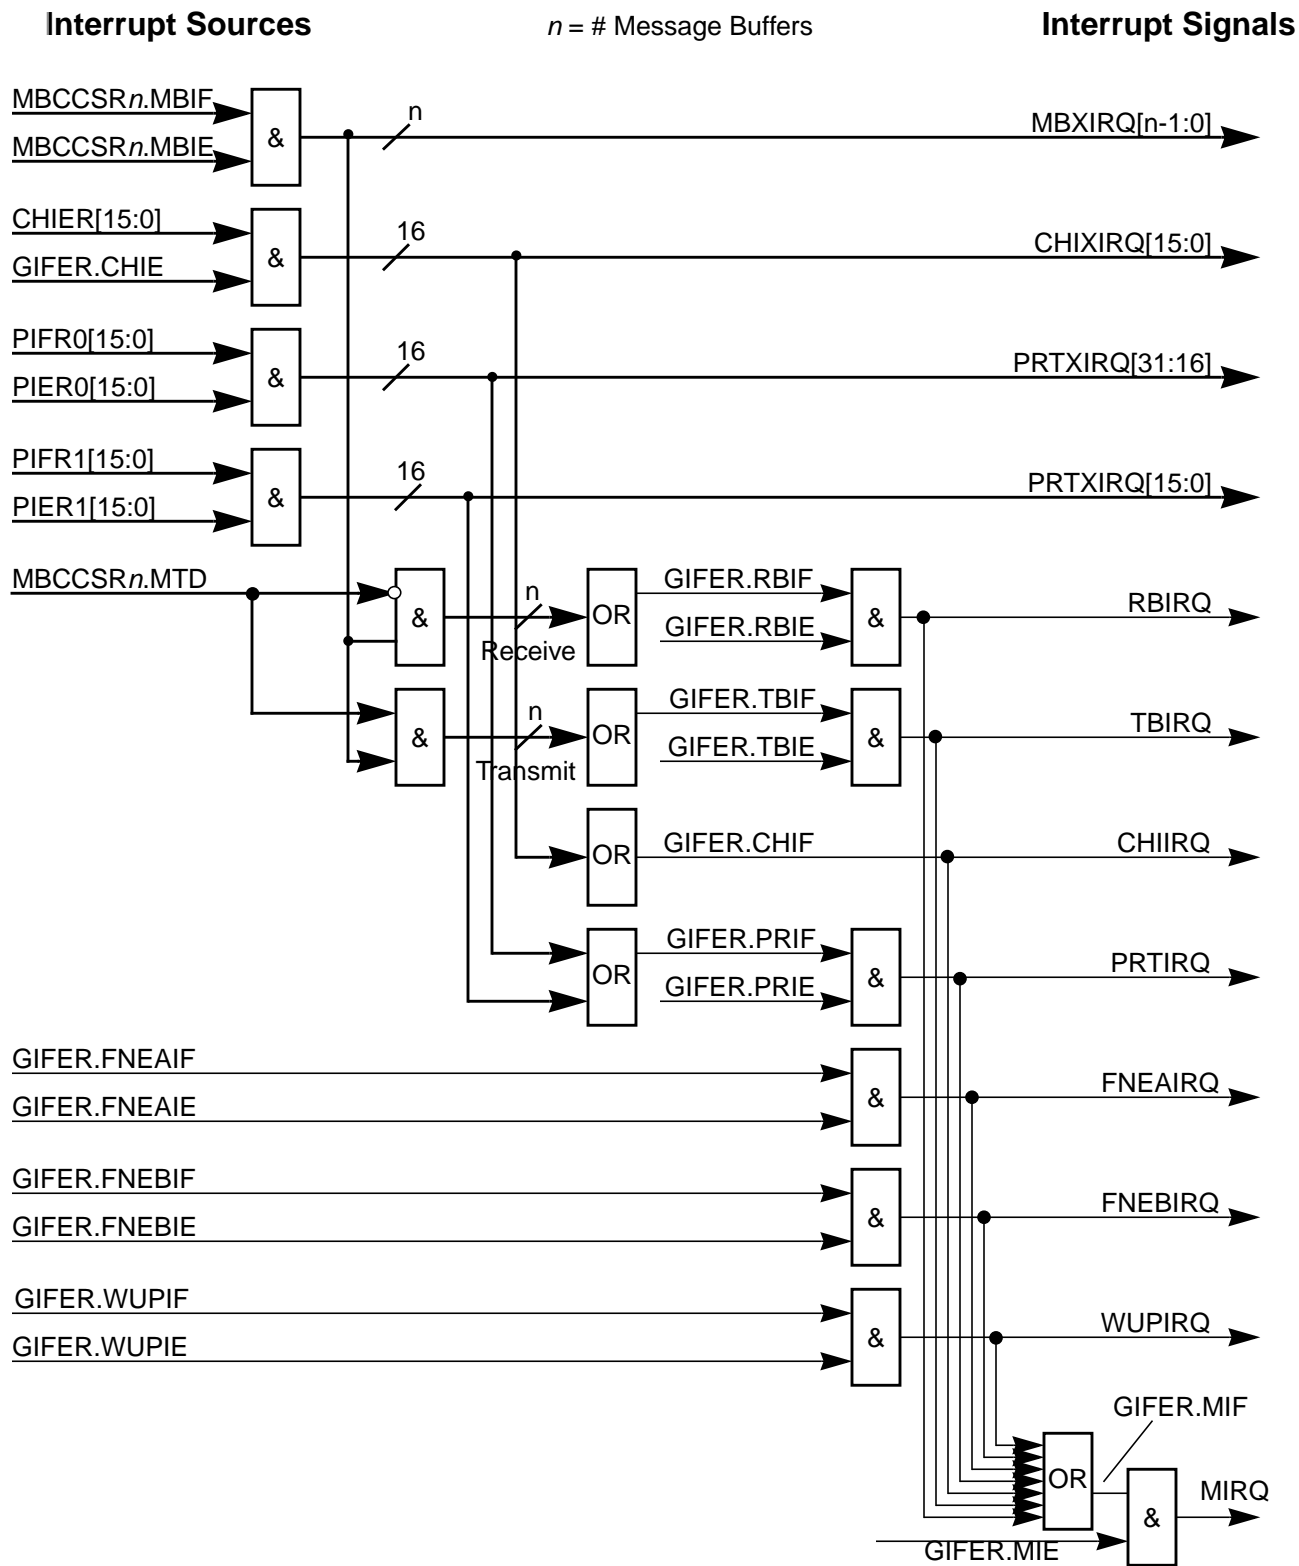 Interrupt Sources
n = # Message Buffers
Interrupt Signals
MBCCSRn.MBIF
MBCCSRn.MBIE
&
n
MBXIRQ[n-1:0]
CHIER[15:0]
GIFER.CHIE
&
16
CHIXIRQ[15:0]
PIFR0[15:0]
PIER0[15:0]
&
16
PRTXIRQ[31:16]
PIFR1[15:0]
PIER1[15:0]
&
16
PRTXIRQ[15:0]
MBCCSRn.MTD
&
n
Receive
OR
GIFER.RBIF
GIFER.RBIE
&
RBIRQ
&
n
Transmit
OR
GIFER.TBIF
GIFER.TBIE
&
TBIRQ
OR
GIFER.CHIF
CHIIRQ
OR
GIFER.PRIF
GIFER.PRIE
&
PRTIRQ
GIFER.FNEAIF
GIFER.FNEAIE
&
FNEAIRQ
GIFER.FNEBIF
GIFER.FNEBIE
&
FNEBIRQ
GIFER.WUPIF
GIFER.WUPIE
&
WUPIRQ
GIFER.MIF
OR
GIFER.MIE
&
MIRQ